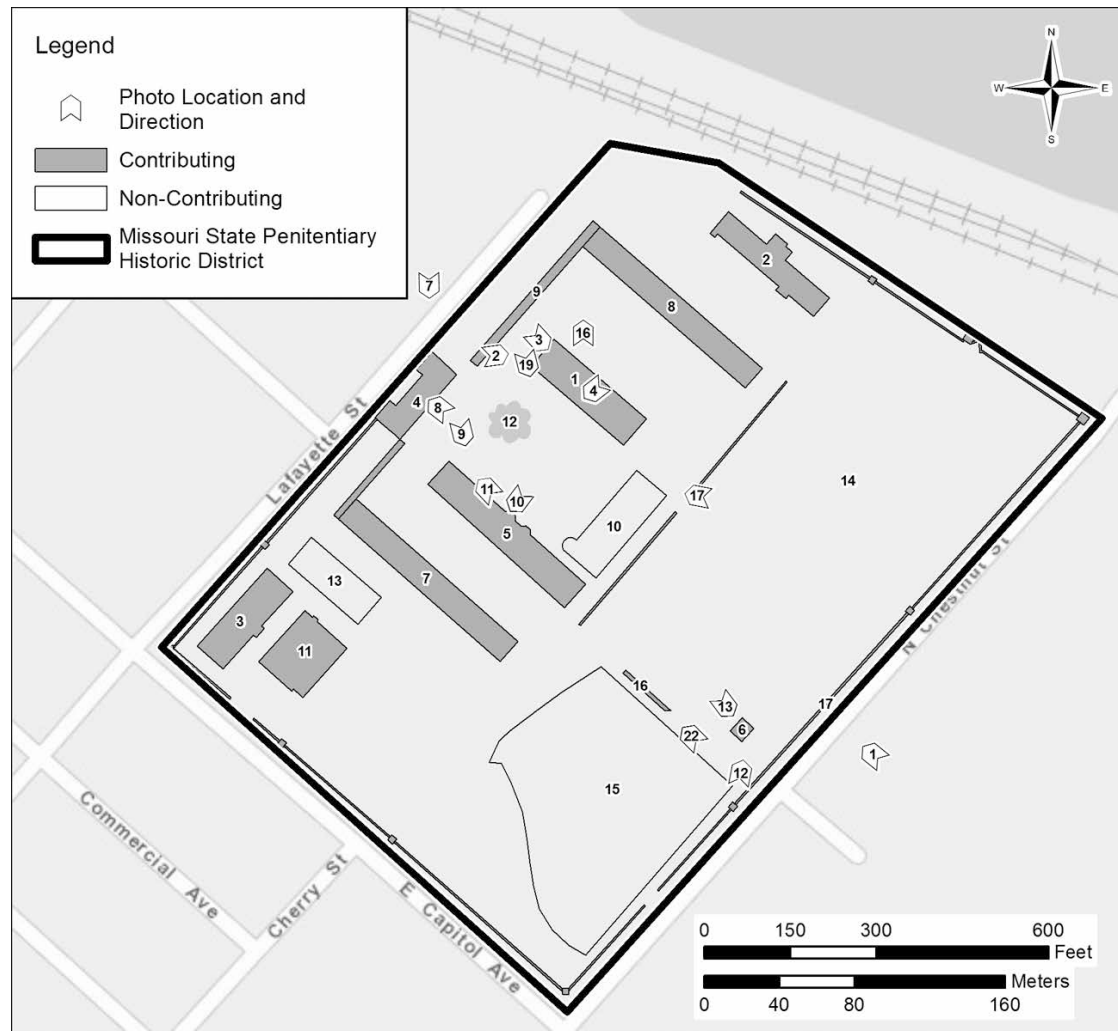 Legend
Photo Location and
Direction
Contributing
Non-Contributing
Missouri State Penitentiary
Historic District
N
W
E
S
2
9
8
7
16
3
2
19
1
4
4
8
9
12
11
10
5
17
10
14
7
13
3
11
16
13
6
22
12
17
1
15
Lafayette St
N Chestnut St
Commercial Ave
Cherry St
E Capitol Ave
0 150 300 600
Feet
Meters
0 40 80 160